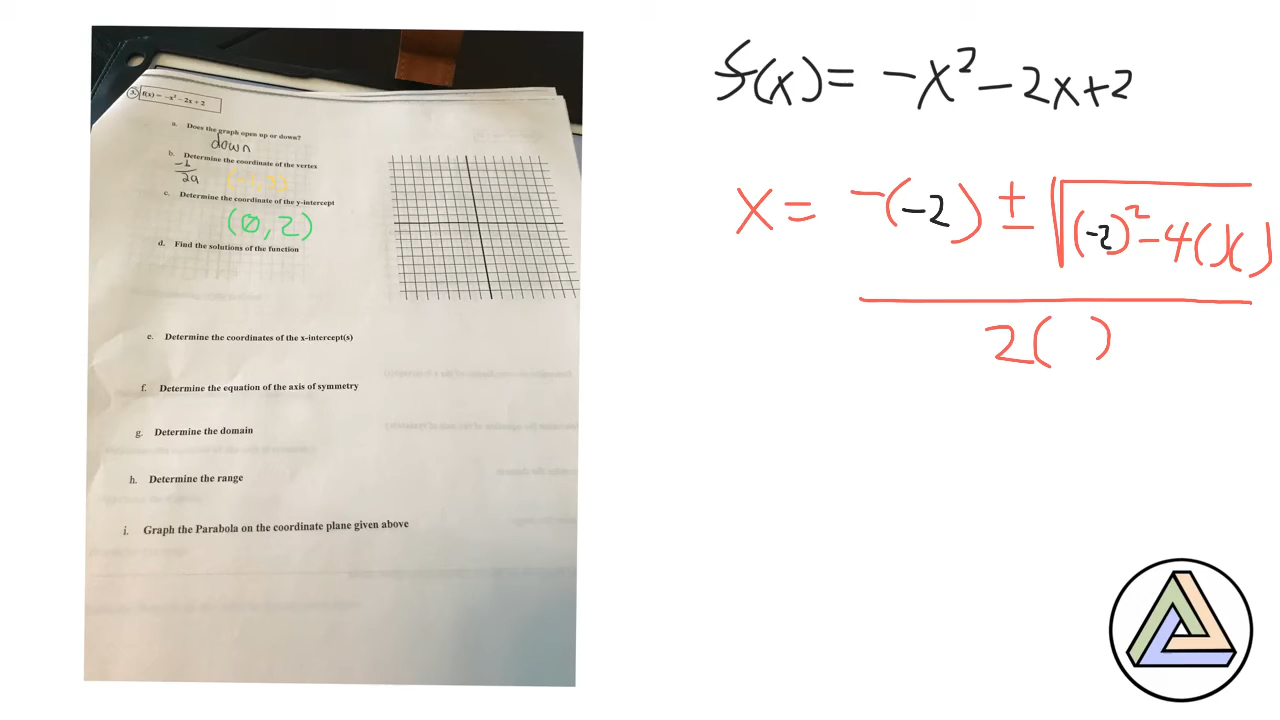 2. f(x) = -x² - 2x + 2
a. Does the graph open up or down?
down
b. Determine the coordinate of the vertex
(-1,3)
c. Determine the coordinate of the y-intercept
(0,2)
d. Find the solutions of the function
e. Determine the coordinates of the x-intercept(s)
f. Determine the equation of the axis of symmetry
g. Determine the domain
h. Determine the range
i. Graph the Parabola on the coordinate plane given above
f(x) = -x² - 2x + 2
x = -(-2) ± √(-2)² - 4( )( )
2( )